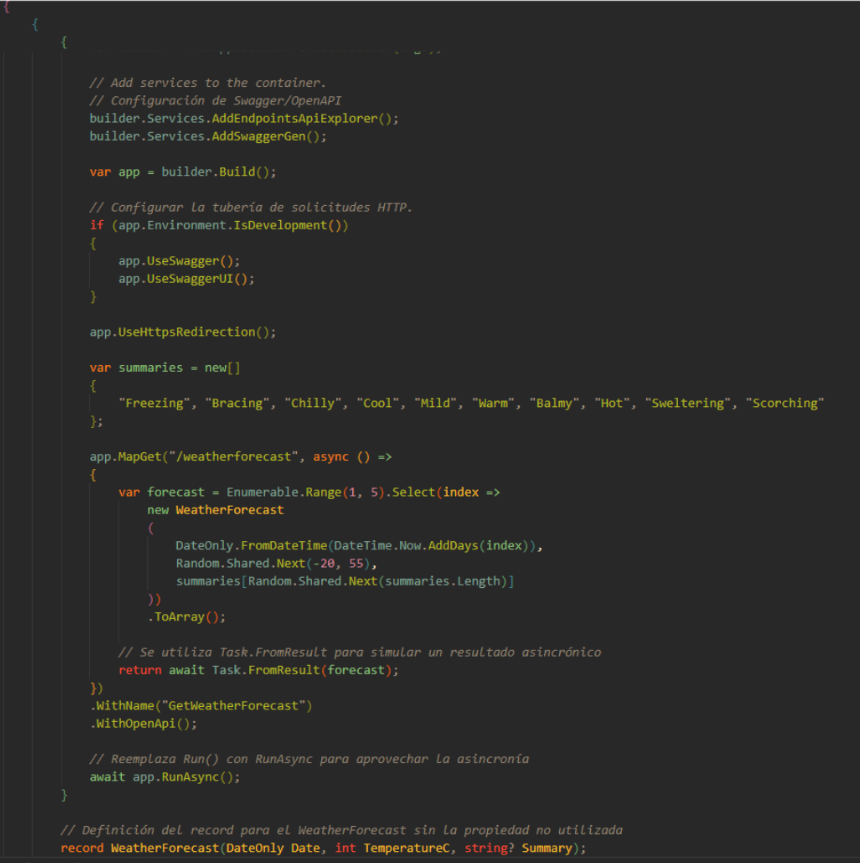 {
{
{
// Add services to the container.
// Configuración de Swagger/OpenAPI
builder.Services.AddEndpointsApiExplorer();
builder.Services.AddSwaggerGen();
var app = builder.Build();
// Configurar la tubería de solicitudes HTTP.
if (app.Environment.IsDevelopment())
{
app.UseSwagger();
app.UseSwaggerUI();
}
app.UseHttpsRedirection();
var summaries = new[]
{
"Freezing", "Bracing", "Chilly", "Cool", "Mild", "Warm", "Balmy", "Hot", "Sweltering", "Scorching"
};
app.MapGet("/weatherforecast", async () =>
{
var forecast = Enumerable.Range(1, 5).Select(index =>
new WeatherForecast
(
DateOnly.FromDateTime(DateTime.Now.AddDays(index)),
Random.Shared.Next(-20, 55),
summaries[Random.Shared.Next(summaries.Length)]
))
.ToArray();
// Se utiliza Task.FromResult para simular un resultado asincrónico
return await Task.FromResult(forecast);
})
.WithName("GetWeatherForecast")
.WithOpenApi();
// Reemplaza Run() con RunAsync para aprovechar la asincronía
await app.RunAsync();
}
// Definición del record para el WeatherForecast sin la propiedad no utilizada
record WeatherForecast(DateOnly Date, int TemperatureC, string? Summary);